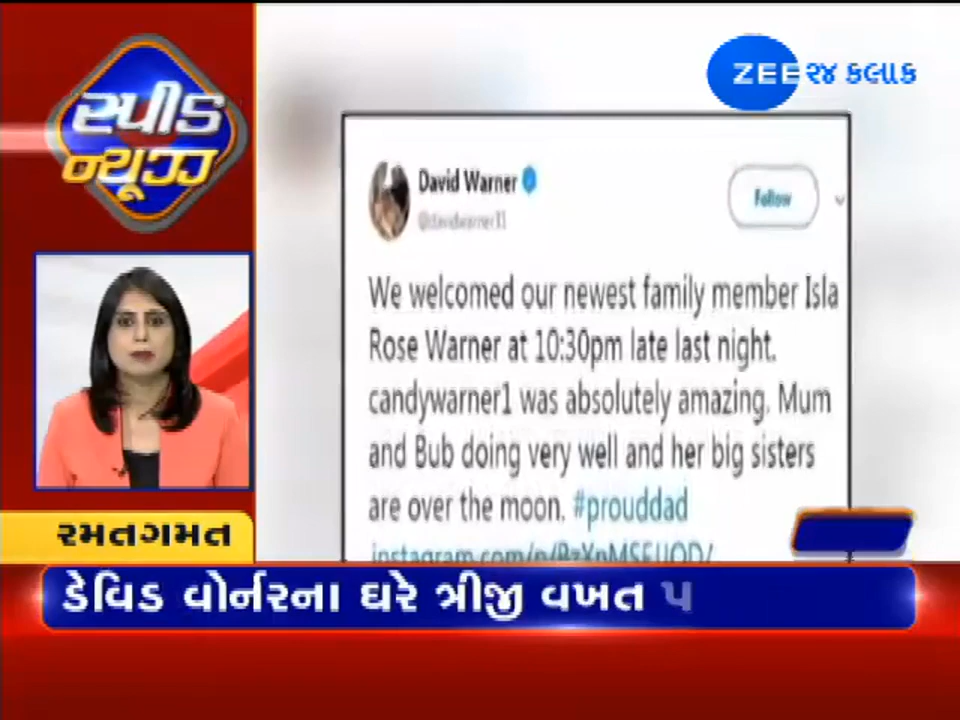 સ્પીડ
ન્યૂઝ
ZEE ૨૪ કલાક
David Warner
@davidwarner31
Follow
We welcomed our newest family member Isla
Rose Warner at 10:30pm late last night.
candywarner1 was absolutely amazing. Mum
and Bub doing very well and her big sisters
are over the moon. #prouddad
રમતગમત
ડેવિડ વોર્નરના ઘરે ત્રીજી વખત પ